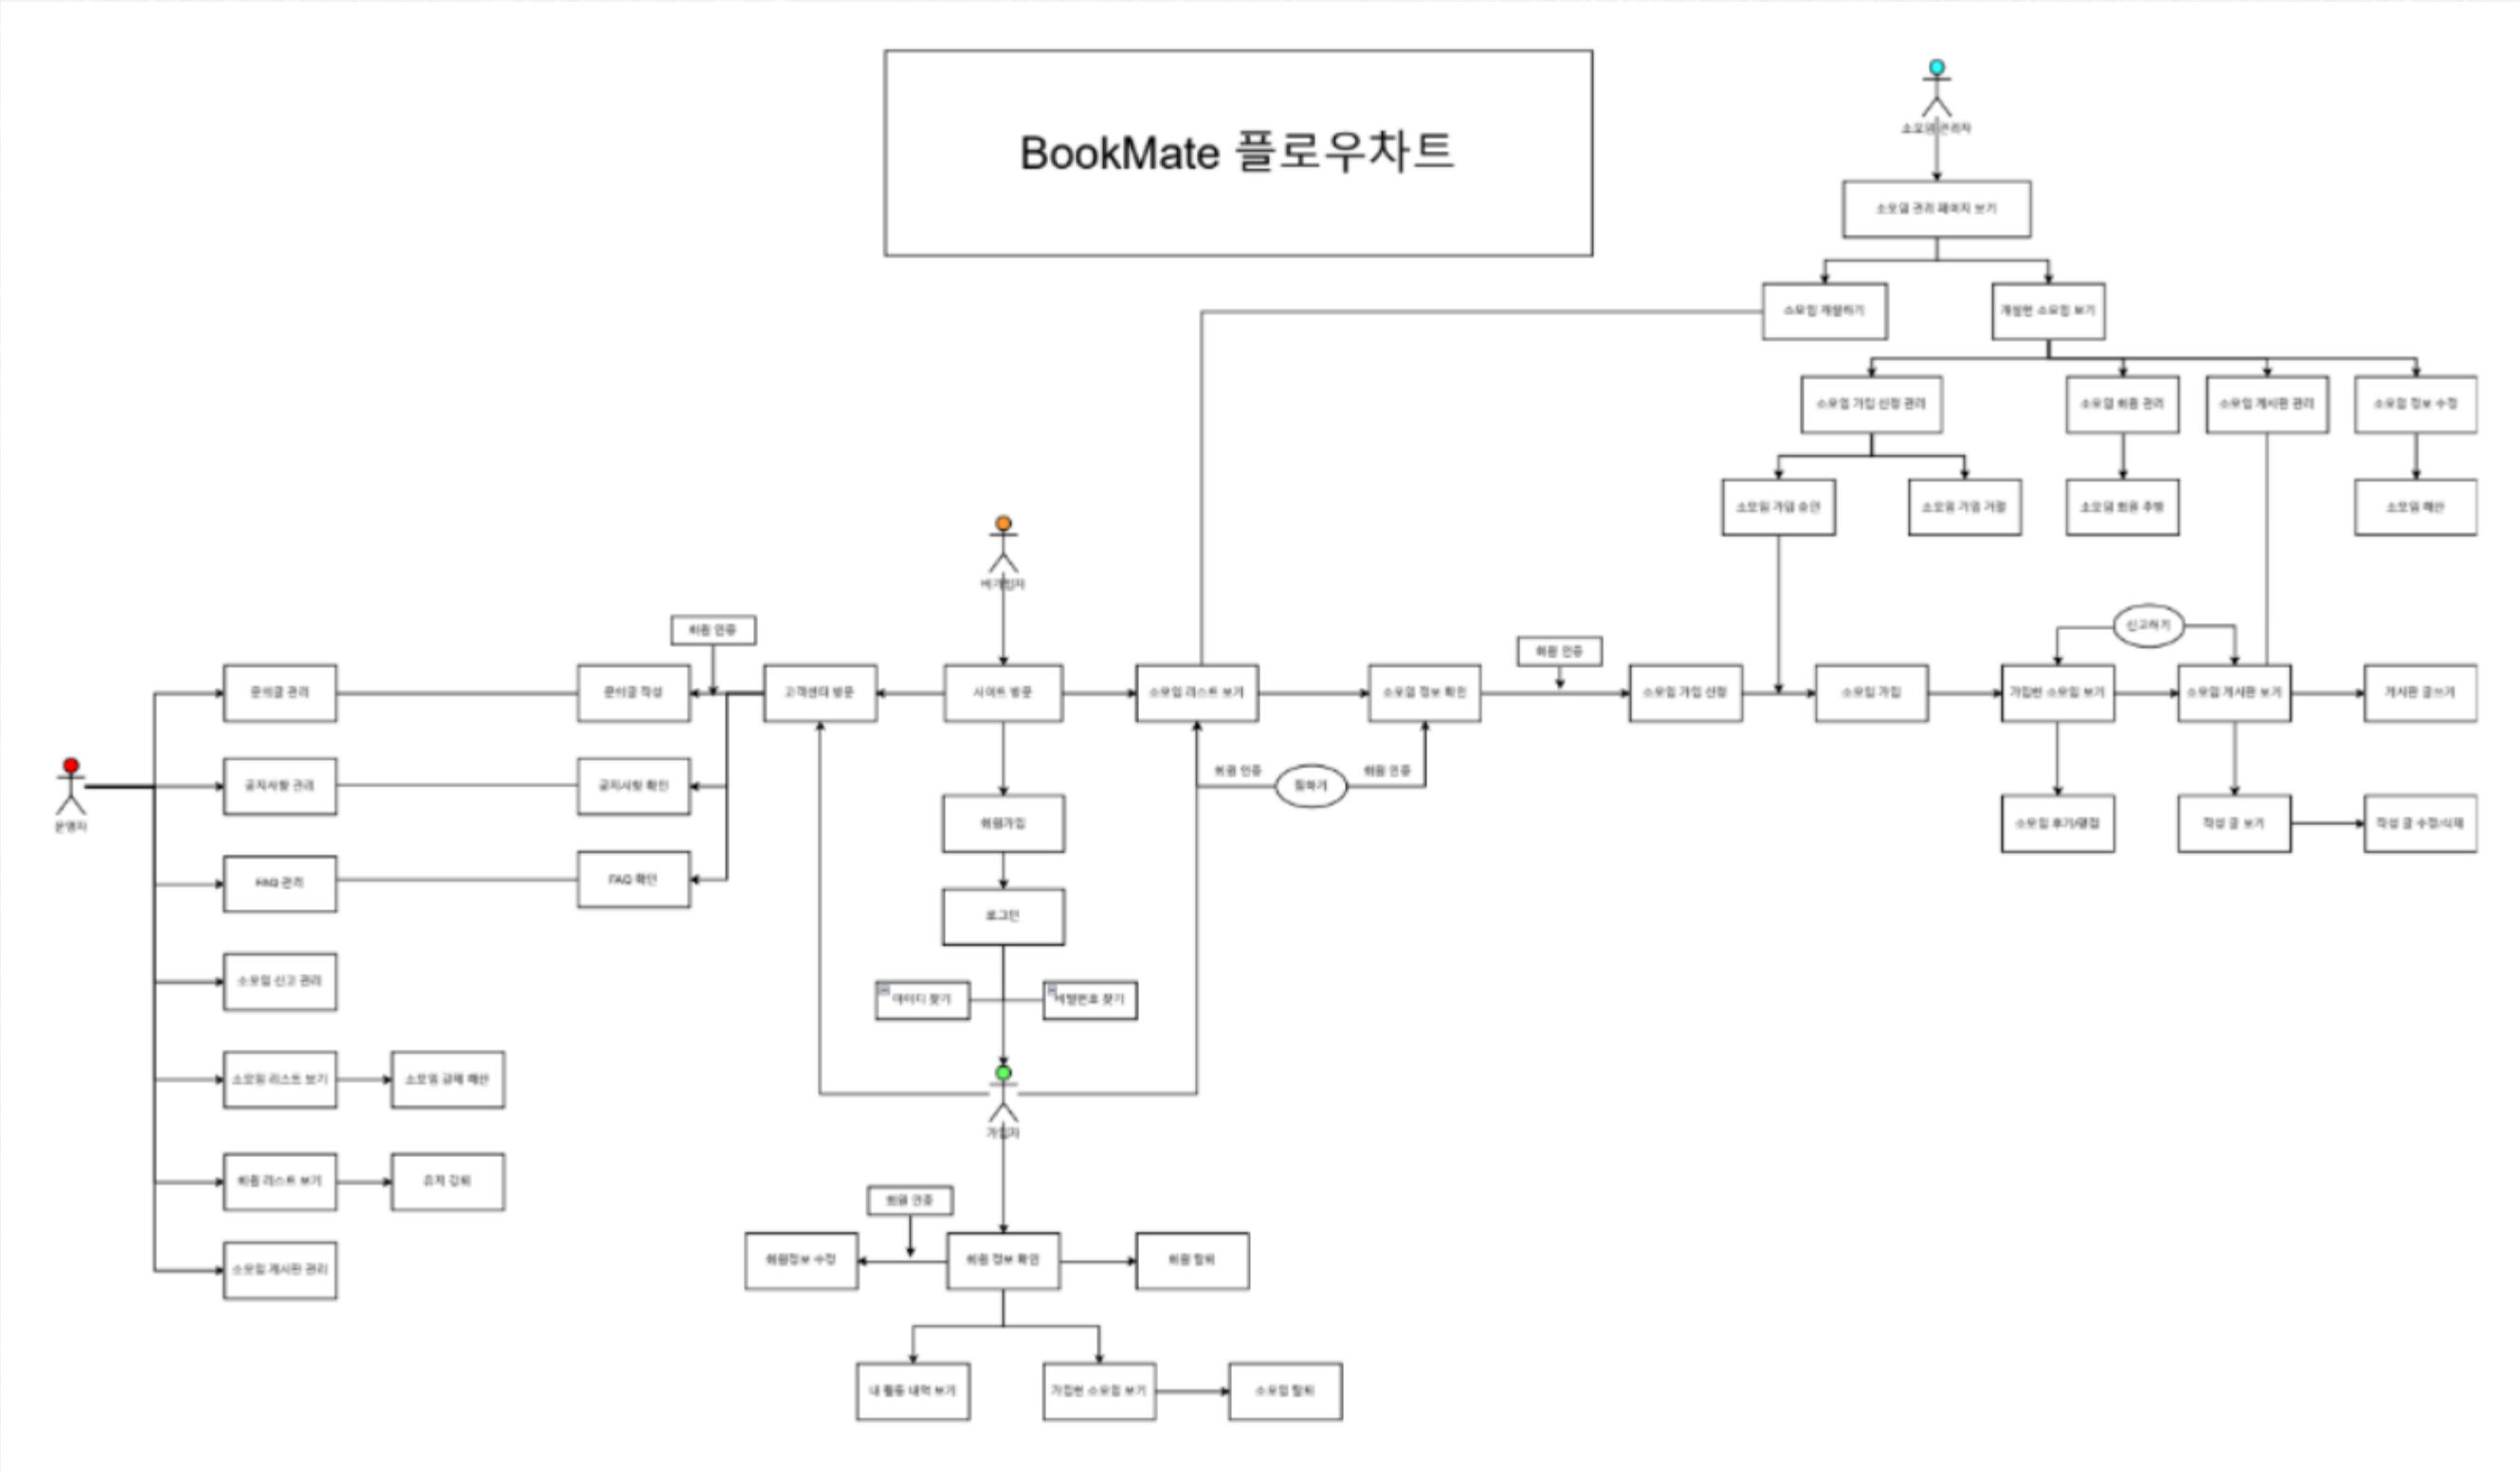 BookMate 플로우차트
소모임 관리자
소모임 관리 페이지 보기
소모임 개설하기
개설한 소모임 보기
소모임 가입 신청 관리
소모임 회원 관리
소모임 게시판 관리
소모임 정보 수정
소모임 가입 승인
소모임 가입 거절
소모임 회원 추방
소모임 해산
비가입자
회원 인증
회원 인증
신고하기
문의글 관리
문의글 작성
고객센터 방문
사이트 방문
소모임 리스트 보기
소모임 정보 확인
소모임 가입 신청
소모임 가입
가입한 소모임 보기
소모임 게시판 보기
게시판 글쓰기
운영자
공지사항 관리
공지사항 확인
회원 인증
찜하기
회원 인증
회원가입
소모임 후기/평점
작성 글 보기
작성 글 수정/삭제
FAQ 관리
FAQ 확인
로그인
소모임 신고 관리
아이디 찾기
비밀번호 찾기
소모임 리스트 보기
소모임 강제 해산
가입자
회원 리스트 보기
유저 강퇴
회원 인증
회원정보 수정
회원 정보 확인
회원 탈퇴
소모임 게시판 관리
내 활동 내역 보기
가입한 소모임 보기
소모임 탈퇴